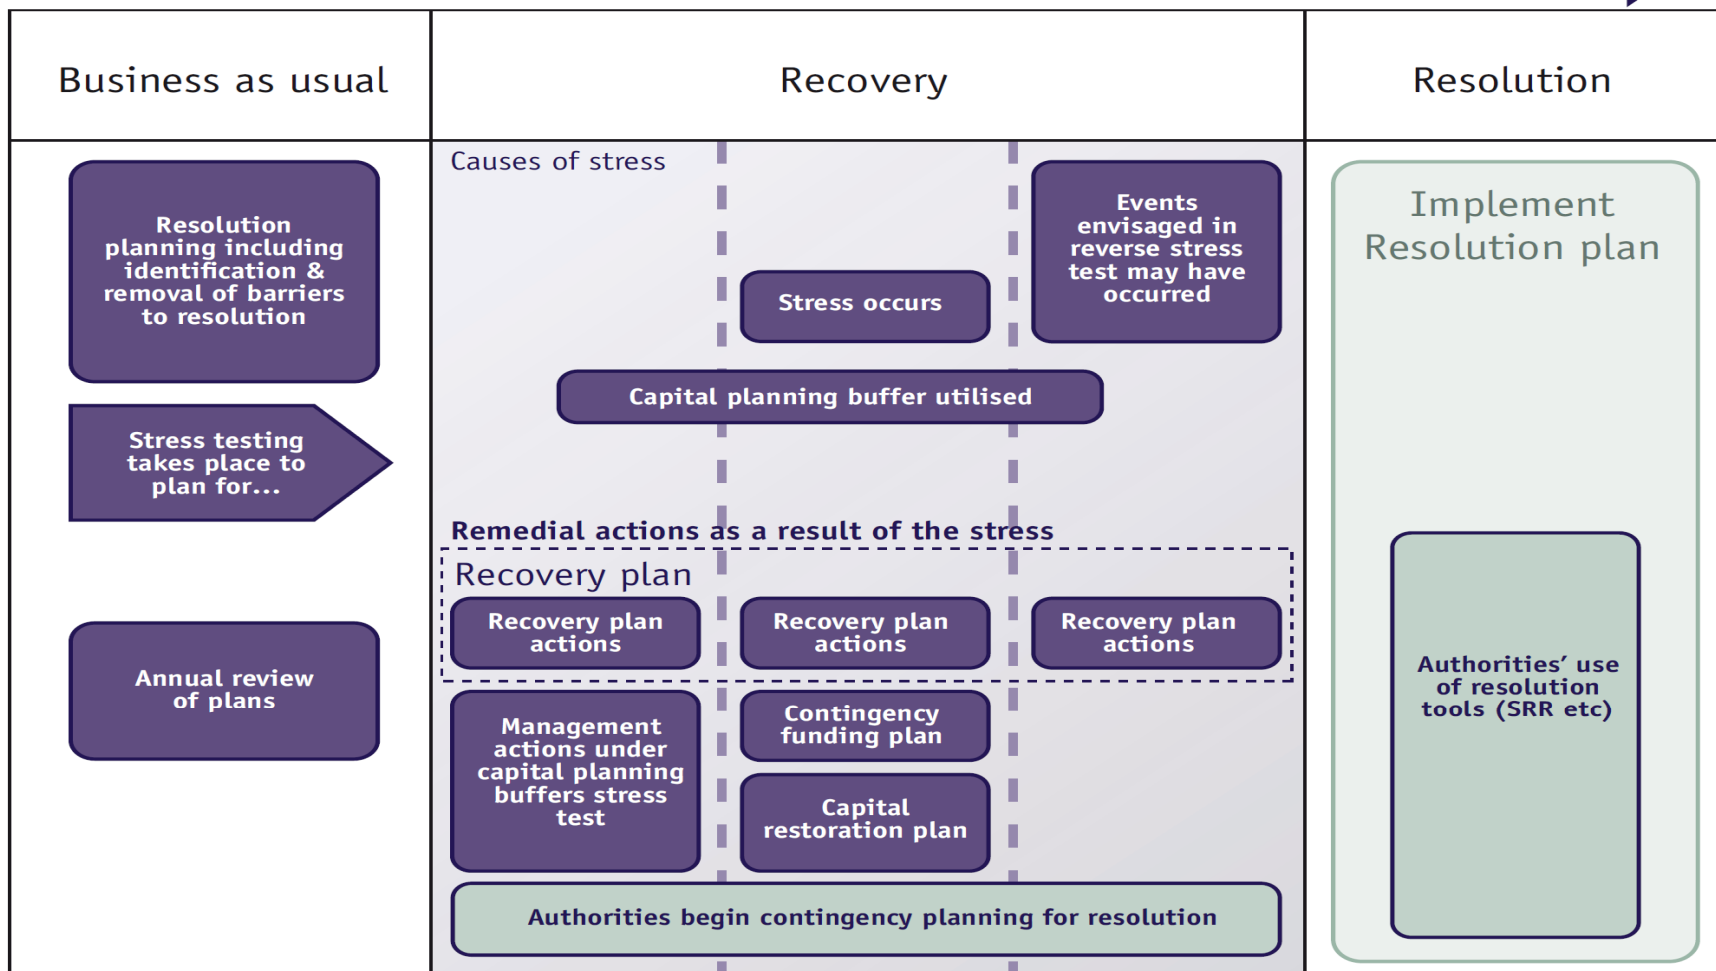 Business as usual
Recovery
Resolution
Resolution
planning including
identification &
removal of barriers
to resolution
Stress testing
takes place to
plan for...
Annual review
of plans
Causes of stress
Stress occurs
Events
envisaged in
reverse stress
test may have
occurred
Capital planning buffer utilised
Remedial actions as a result of the stress
Recovery plan
Recovery plan
actions
Recovery plan
actions
Recovery plan
actions
Management
actions under
capital planning
buffers stress
test
Contingency
funding plan
Capital
restoration plan
Authorities begin contingency planning for resolution
Implement
Resolution plan
Authorities’ use
of resolution
tools (SRR etc)